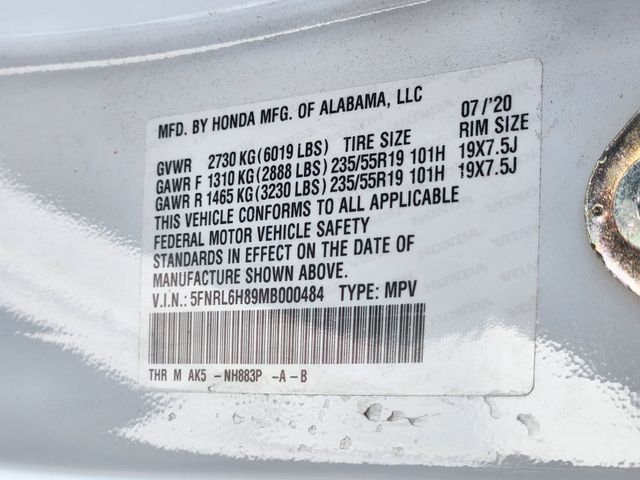 MFD. BY HONDA MFG. OF ALABAMA, LLC 07/'20
GVWR 2730 KG(6019 LBS) TIRE SIZE RIM SIZE
GAWR F 1310 KG(2888 LBS) 235/55R19 101H 19X7.5J
GAWR R 1465 KG(3230 LBS) 235/55R19 101H 19X7.5J
THIS VEHICLE CONFORMS TO ALL APPLICABLE
FEDERAL MOTOR VEHICLE SAFETY
STANDARDS IN EFFECT ON THE DATE OF
MANUFACTURE SHOWN ABOVE.
V.I.N.: 5FNRL6H89MB000484 TYPE: MPV
THR M AK5 -NH883P -A-B